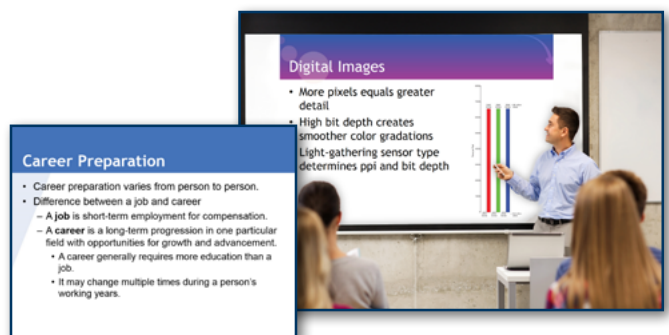 Digital Images
• More pixels equals greater
detail
• High bit depth creates
smoother color gradations
Light-gathering sensor type
determines ppi and bit depth
Career Preparation
• Career preparation varies from person to person.
• Difference between a job and career
– A job is short-term employment for compensation.
– A career is a long-term progression in one particular
field with opportunities for growth and advancement.
• A career generally requires more education than a
job.
• It may change multiple times during a person's
working years.